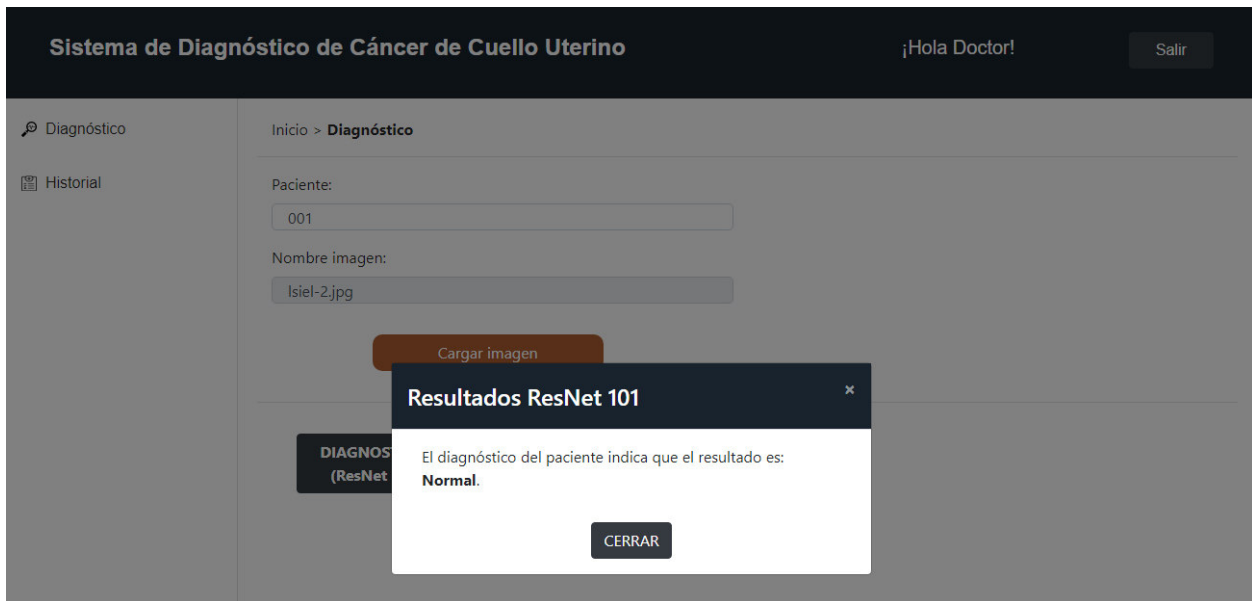 Sistema de Diagnóstico de Cáncer de Cuello Uterino
¡Hola Doctor!
Salir
Diagnóstico
Historial
Inicio > Diagnóstico
Paciente:
001
Nombre imagen:
lsiel-2.jpg
Cargar imagen
DIAGNOS
(ResNet
Resultados ResNet 101
×
El diagnóstico del paciente indica que el resultado es:
Normal.
CERRAR